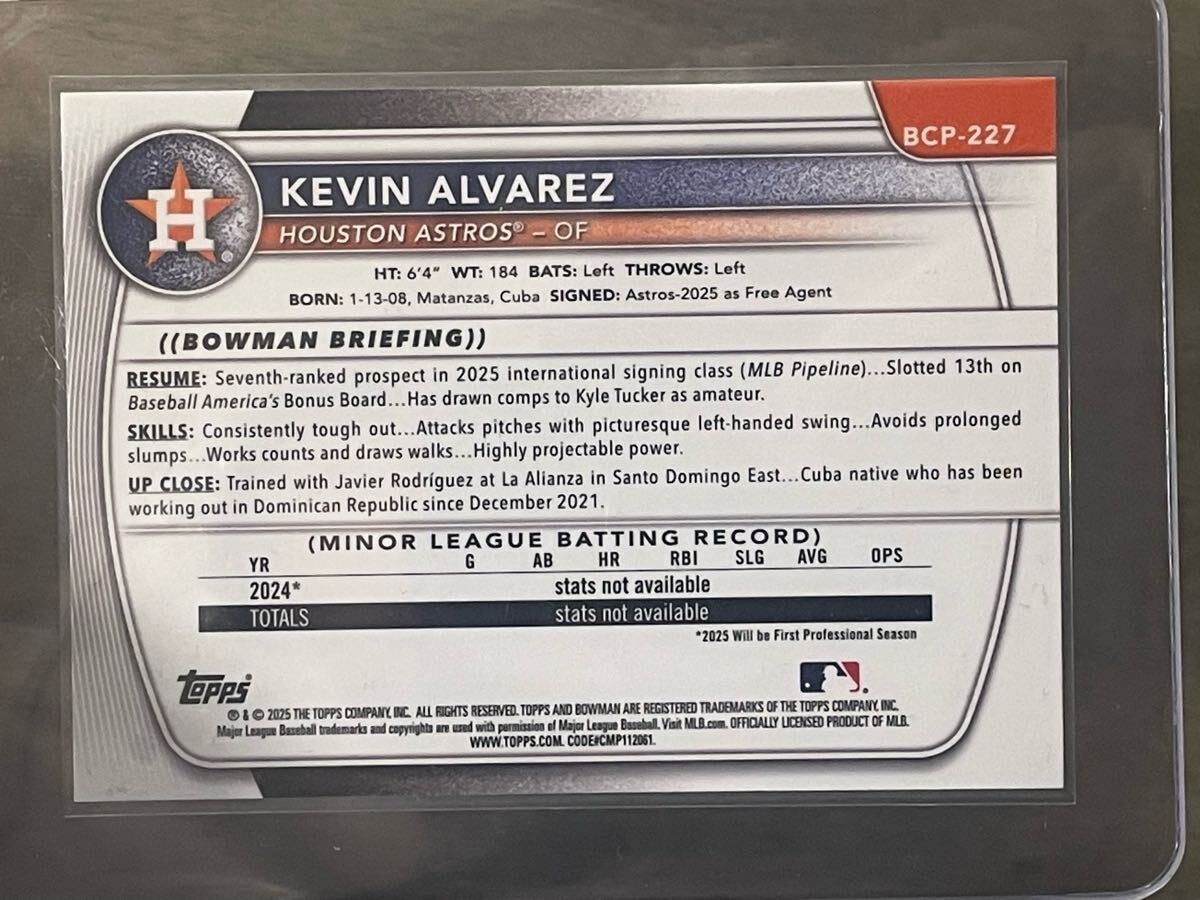 BCP-227
H
KEVIN ALVAREZ
HOUSTON ASTROS® – OF
HT: 6'4" WT: 184 BATS: Left THROWS: Left
BORN: 1-13-08, Matanzas, Cuba SIGNED: Astros-2025 as Free Agent
((BOWMAN BRIEFING))
RESUME: Seventh-ranked prospect in 2025 international signing class (MLB Pipeline)...Slotted 13th on
Baseball America's Bonus Board...Has drawn comps to Kyle Tucker as amateur.
SKILLS: Consistently tough out...Attacks pitches with picturesque left-handed swing...Avoids prolonged
slumps...Works counts and draws walks...Highly projectable power.
UP CLOSE: Trained with Javier Rodríguez at La Alianza in Santo Domingo East...Cuba native who has been
working out in Dominican Republic since December 2021.
(MINOR LEAGUE BATTING RECORD)
YR G AB HR RBI SLG AVG OPS
2024* stats not available
TOTALS stats not available
*2025 Will be First Professional Season
Topps®
® & © 2025 THE TOPPS COMPANY, INC. ALL RIGHTS RESERVED. TOPPS AND BOWMAN ARE REGISTERED TRADEMARKS OF THE TOPPS COMPANY, INC.
Major League Baseball trademarks and copyrights are used with permission of Major League Baseball. Visit MLB.com. OFFICIALLY LICENSED PRODUCT OF MLB.
WWW.TOPPS.COM. CODE#CMP112061.